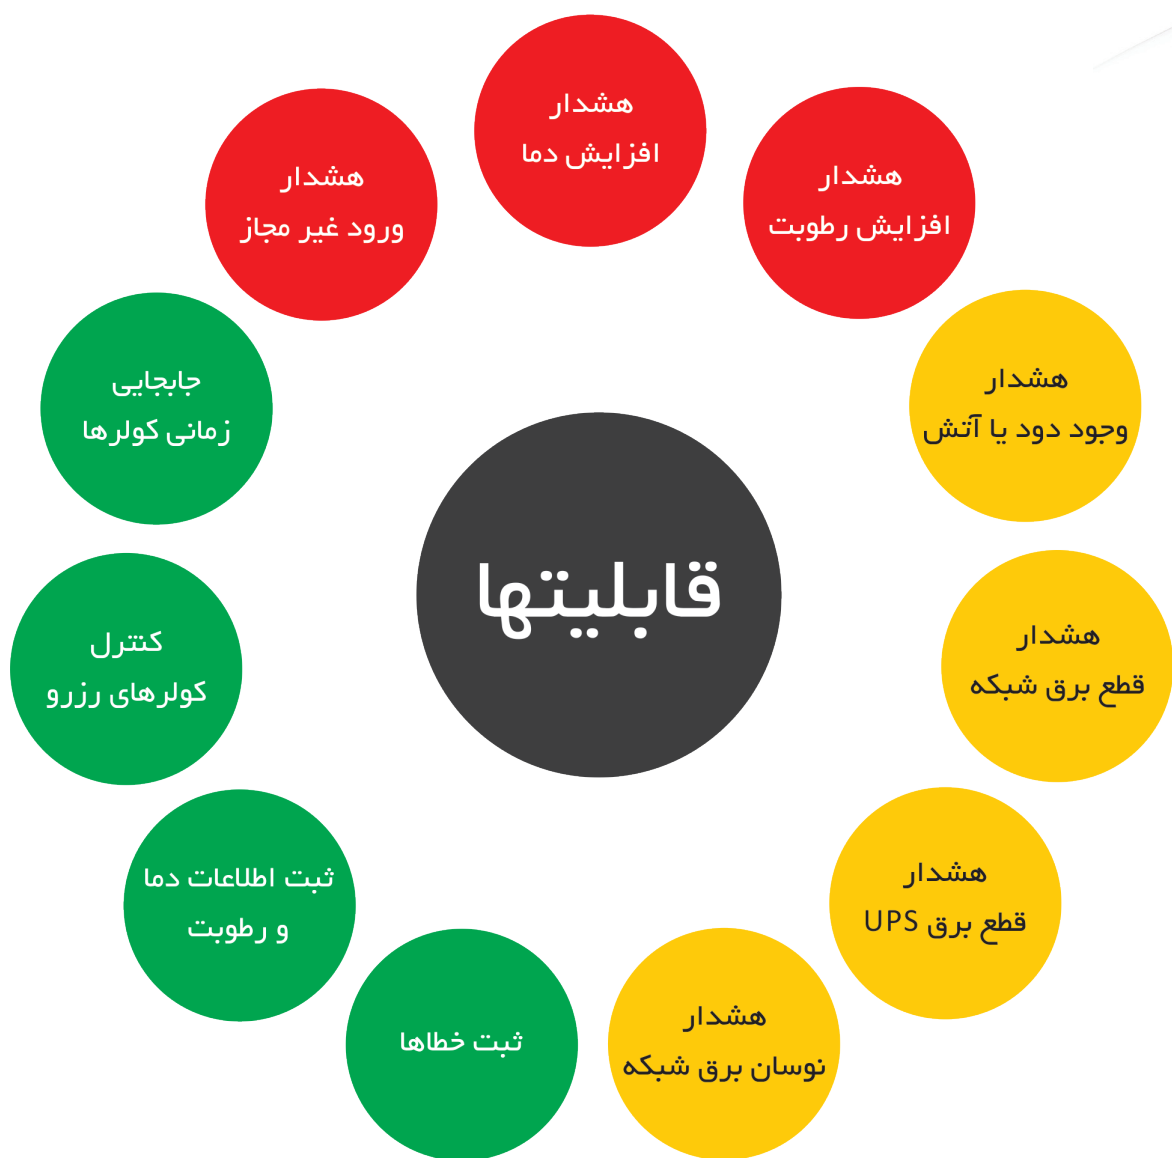 هشدار
افزایش دما
هشدار
افزایش رطوبت
هشدار
وجود دود یا آتش
هشدار
قطع برق شبکه
هشدار
قطع برق UPS
هشدار
نوسان برق شبکه
ثبت خطاها
ثبت اطلاعات دما
و رطوبت
کنترل
کولرهای رزرو
جابجایی
زمانی کولرها
هشدار
ورود غیر مجاز
قابلیتها